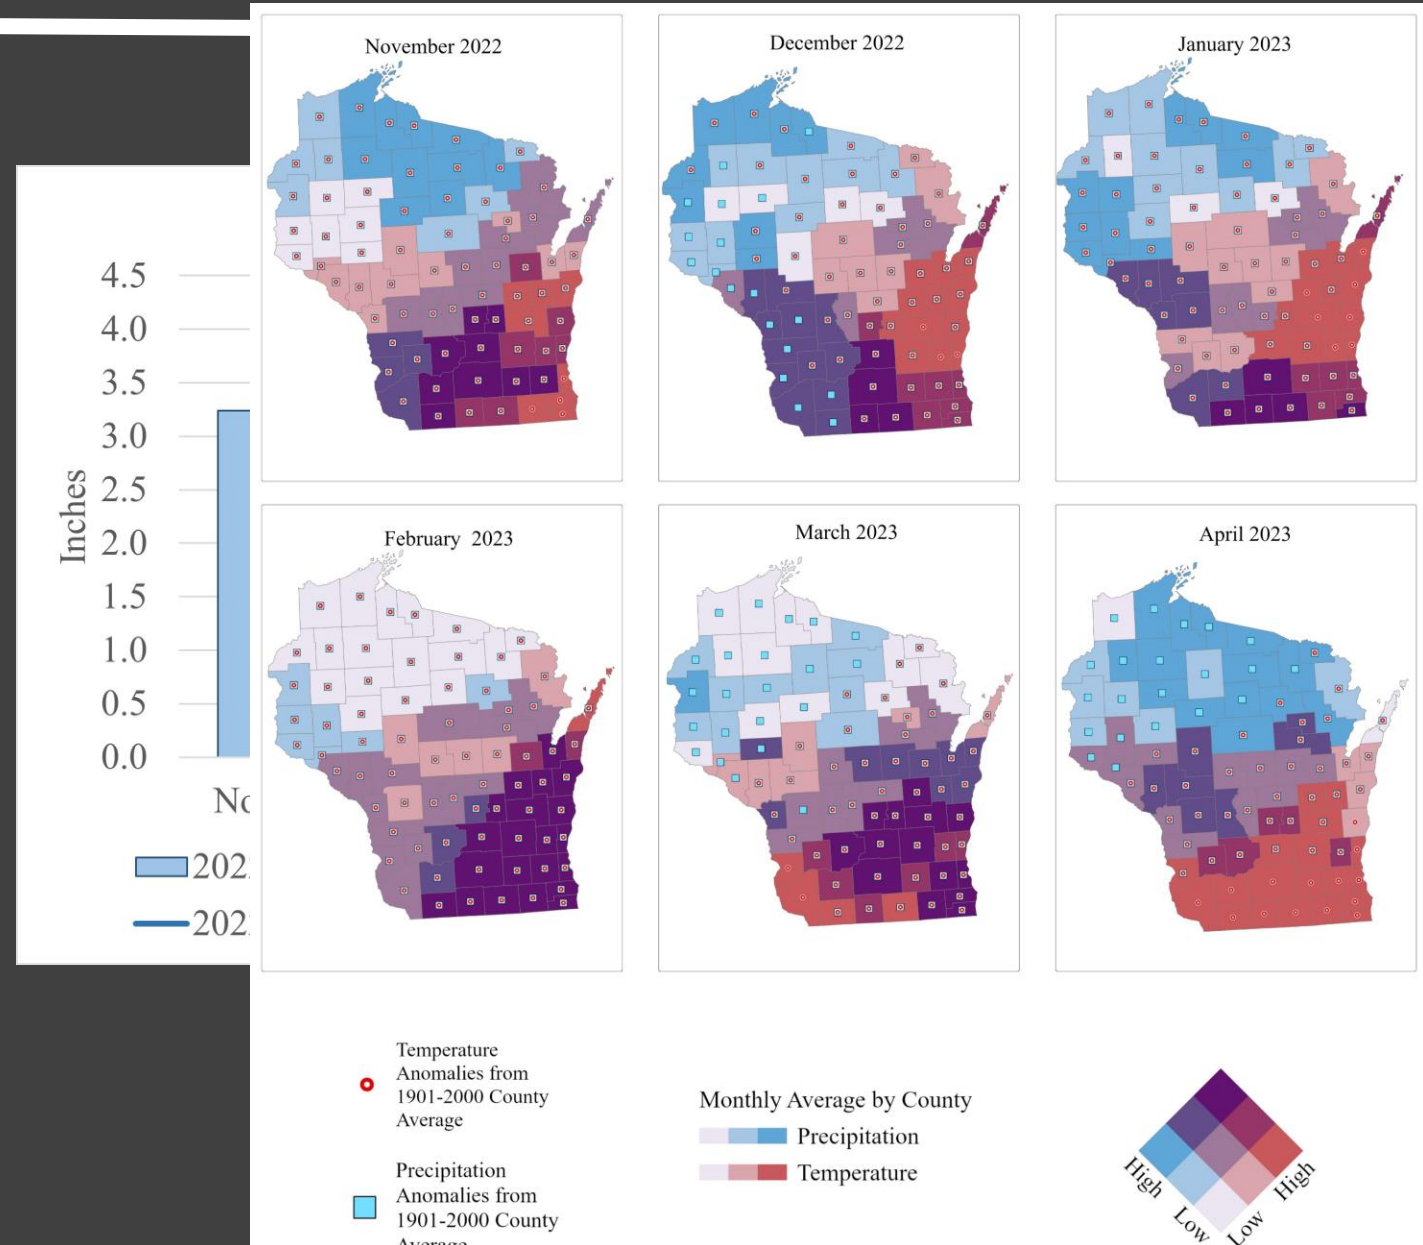 November 2022
December 2022
January 2023
4.5
4.0
3.5
3.0
2.5
2.0
1.5
1.0
0.5
0.0
Inches
February 2023
March 2023
April 2023
Temperature
Anomalies from
1901-2000 County
Average
Precipitation
Anomalies from
1901-2000 County
Average
Monthly Average by County
Precipitation
Temperature
High
Low
Low
High